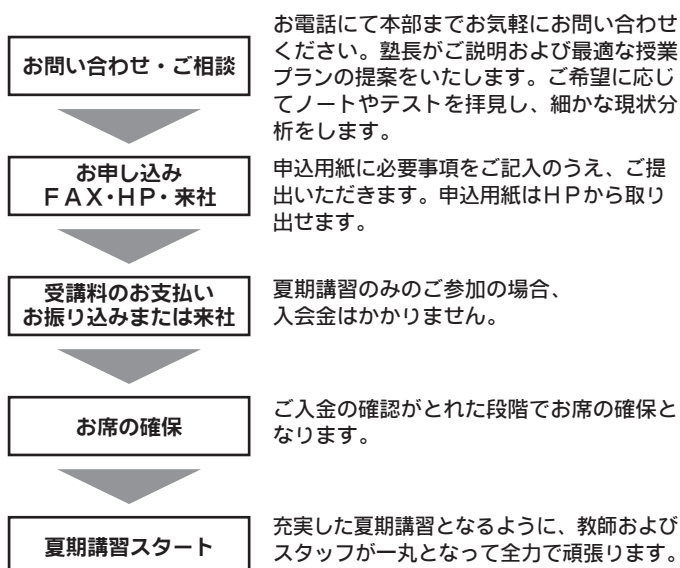 お問い合わせ・ご相談
お電話にて本部までお気軽にお問い合わせ
ください。塾長がご説明および最適な授業
プランの提案をいたします。ご希望に応じ
てノートやテストを拝見し、細かな現状分
析をします。
お申し込み
ＦＡＸ・ＨＰ・来社
申込用紙に必要事項をご記入のうえ、ご提
出いただきます。申込用紙はＨＰから取り
出せます。
受講料のお支払い
お振り込みまたは来社
夏期講習のみのご参加の場合、
入会金はかかりません。
お席の確保
ご入金の確認がとれた段階でお席の確保と
なります。
夏期講習スタート
充実した夏期講習となるように、教師および
スタッフが一丸となって全力で頑張ります。